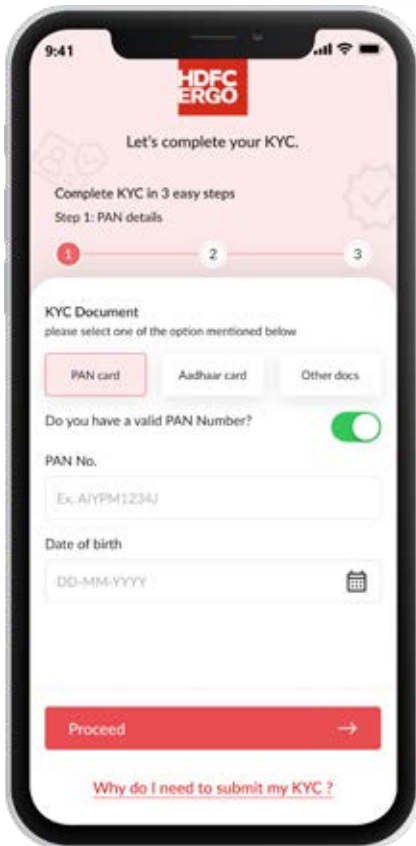 9:41
HDFC
ERGO
Let's complete your KYC.
Complete KYC in 3 easy steps
Step 1: PAN details
1 2 3
KYC Document
please select one of the option mentioned below
PAN card Aadhaar card Other docs
Do you have a valid PAN Number?
PAN No.
Ex. AIYPM1234J
Date of birth
DD-MM-YYYY
Proceed →
Why do I need to submit my KYC ?